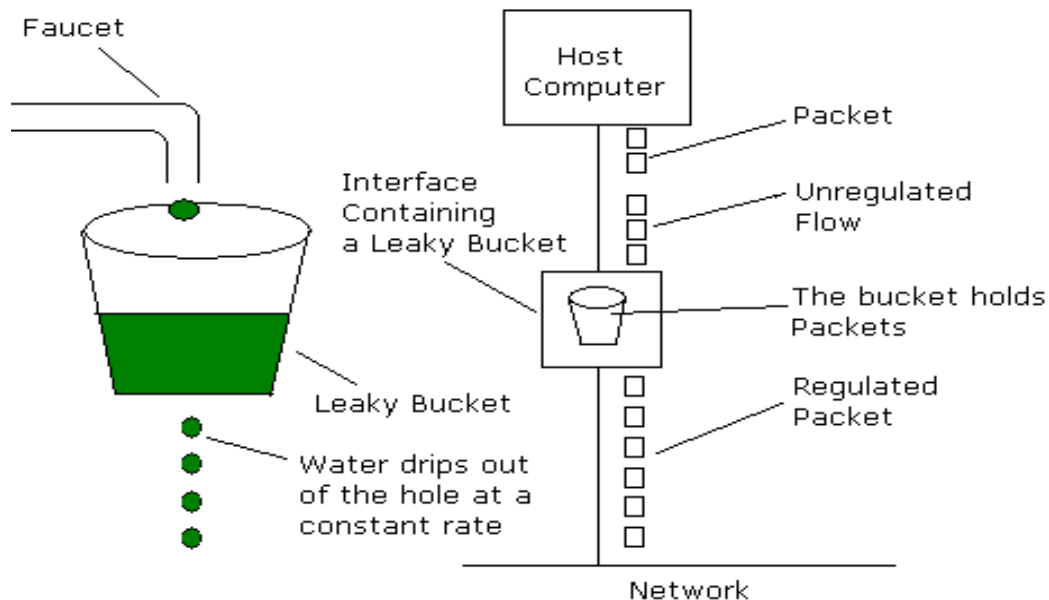 Faucet
Host
Computer
Packet
Interface
Containing
a Leaky Bucket
Unregulated
Flow
The bucket holds
Packets
Leaky Bucket
Regulated
Packet
Water drips out
of the hole at a
constant rate
Network